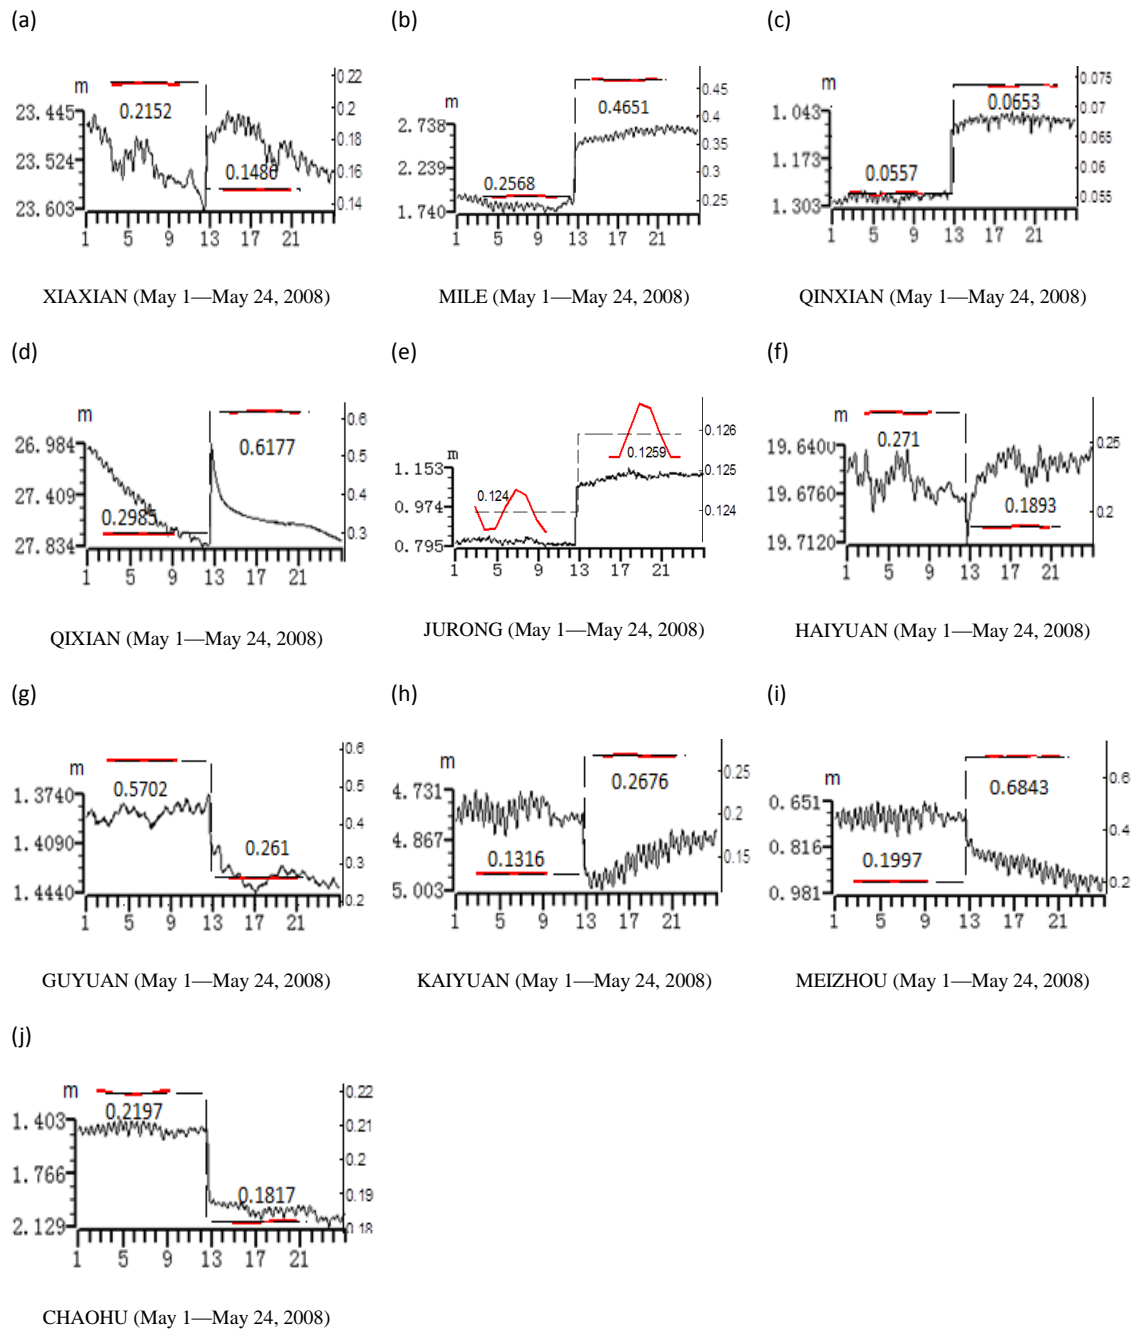 (a) (b) (c)
m 0.22
0.2152 0.2
23.445 0.18
23.524 0.1486 0.16
23.603 0.14
1 5 9 13 17 21
m 0.45
0.4651 0.4
2.738 0.35
2.239 0.3
0.2568 0.25
1.740
1 5 9 13 17 21
m 0.075
1.043 0.0653 0.07
1.173 0.0557 0.065
0.06
1.303 0.055
1 5 9 13 17 21
XIAXIAN (May 1—May 24, 2008) MILE (May 1—May 24, 2008) QINXIAN (May 1—May 24, 2008)
(d) (e) (f)
m 0.6
26.984 0.6177 0.5
27.409 0.4
0.2985 0.3
27.834
1 5 9 13 17 21
m 0.126
1.153 0.1259 0.125
0.974 0.124 0.124
0.795
1 5 9 13 17 21
m
19.6400 0.271 0.25
19.6760 0.1893 0.2
19.7120
1 5 9 13 17 21
QIXIAN (May 1—May 24, 2008) JURONG (May 1—May 24, 2008) HAIYUAN (May 1—May 24, 2008)
(g) (h) (i)
m 0.6
1.3740 0.5702 0.5
1.4090 0.261 0.4
0.3
1.4440 0.2
1 5 9 13 17 21
m 0.25
4.731 0.2676 0.2
4.867 0.1316 0.15
5.003
1 5 9 13 17 21
m 0.6
0.651 0.6843 0.4
0.816 0.1997 0.2
0.981
1 5 9 13 17 21
GUYUAN (May 1—May 24, 2008) KAIYUAN (May 1—May 24, 2008) MEIZHOU (May 1—May 24, 2008)
(j)
m 0.22
1.403 0.2197 0.21
0.2
1.766 0.1817 0.19
2.129 0.18
1 5 9 13 17 21
CHAOHU (May 1—May 24, 2008)